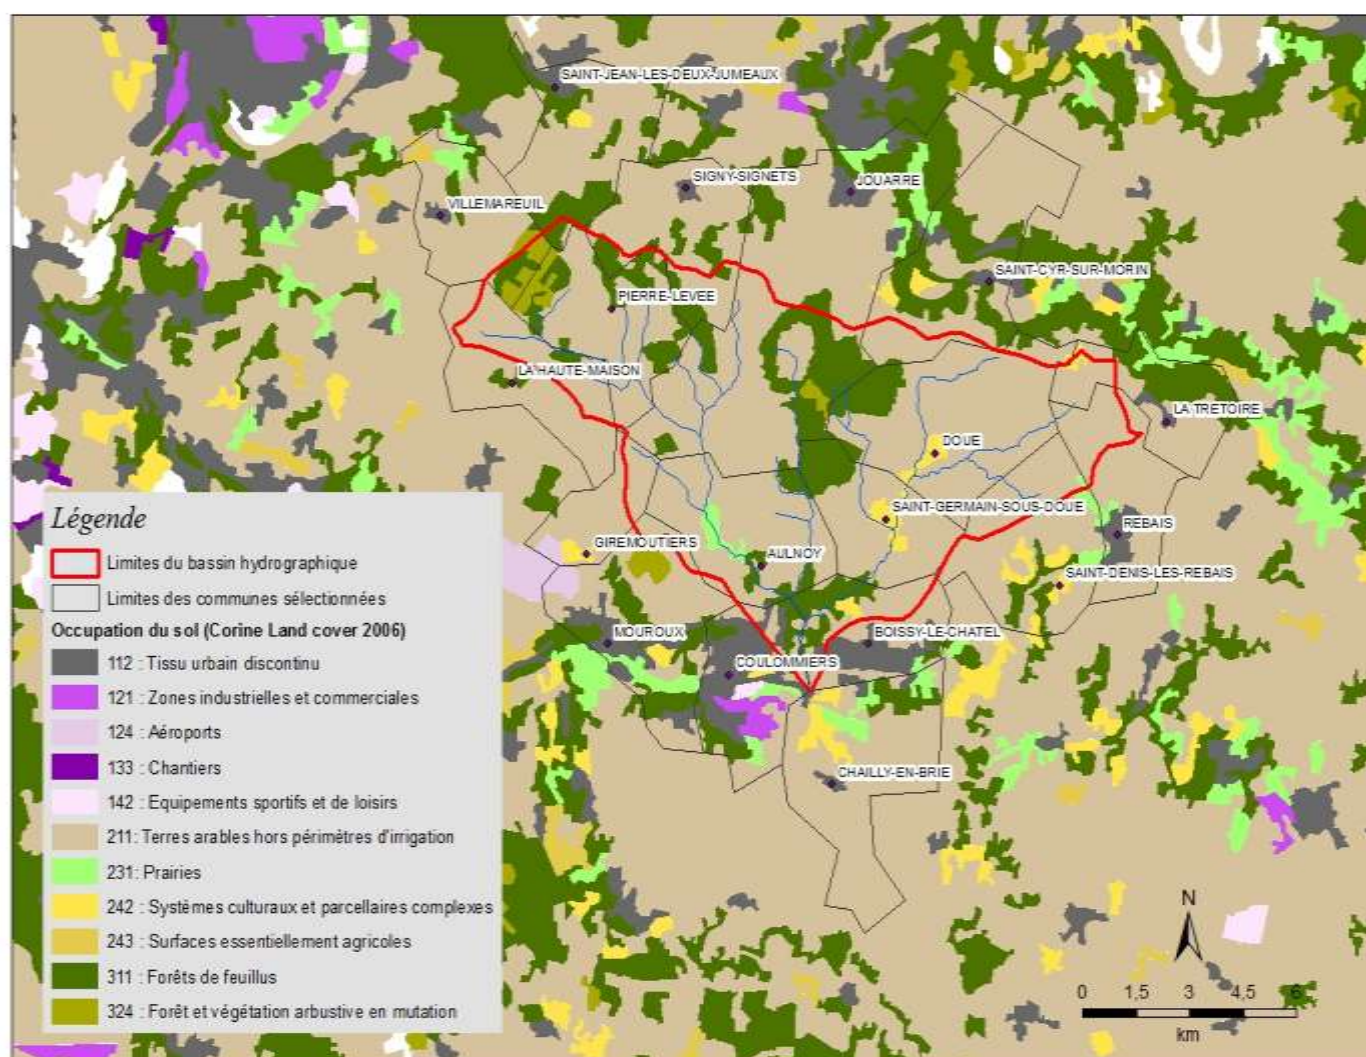 SAINT-JEAN-LES-DEUX-JUMEAUX
SIGNY-SIGNETS
JOUARRE
VILLEMAREUIL
SAINT-CYR-SUR-MORIN
PIERRE-LEVEE
LA HAUTE-MAISON
LA TRETOIRE
DOUE
SAINT-GERMAIN-SOUS-DOUE
REBAIS
GIREMOUTIERS
AULNOY
SAINT-DENIS-LES-REBAIS
MOUROUX
BOISSY-LE-CHATEL
COULOMMIERS
CHAILLY-EN-BRIE
Légende
Limites du bassin hydrographique
Limites des communes sélectionnées
Occupation du sol (Corine Land cover 2006)
112 : Tissu urbain discontinu
121 : Zones industrielles et commerciales
124 : Aéroports
133 : Chantiers
142 : Equipements sportifs et de loisirs
211: Terres arables hors périmètres d'irrigation
231: Prairies
242 : Systèmes culturaux et parcellaires complexes
243 : Surfaces essentiellement agricoles
311 : Forêts de feuillus
324 : Forêt et végétation arbustive en mutation
N
0 1,5 3 4,5 6
km